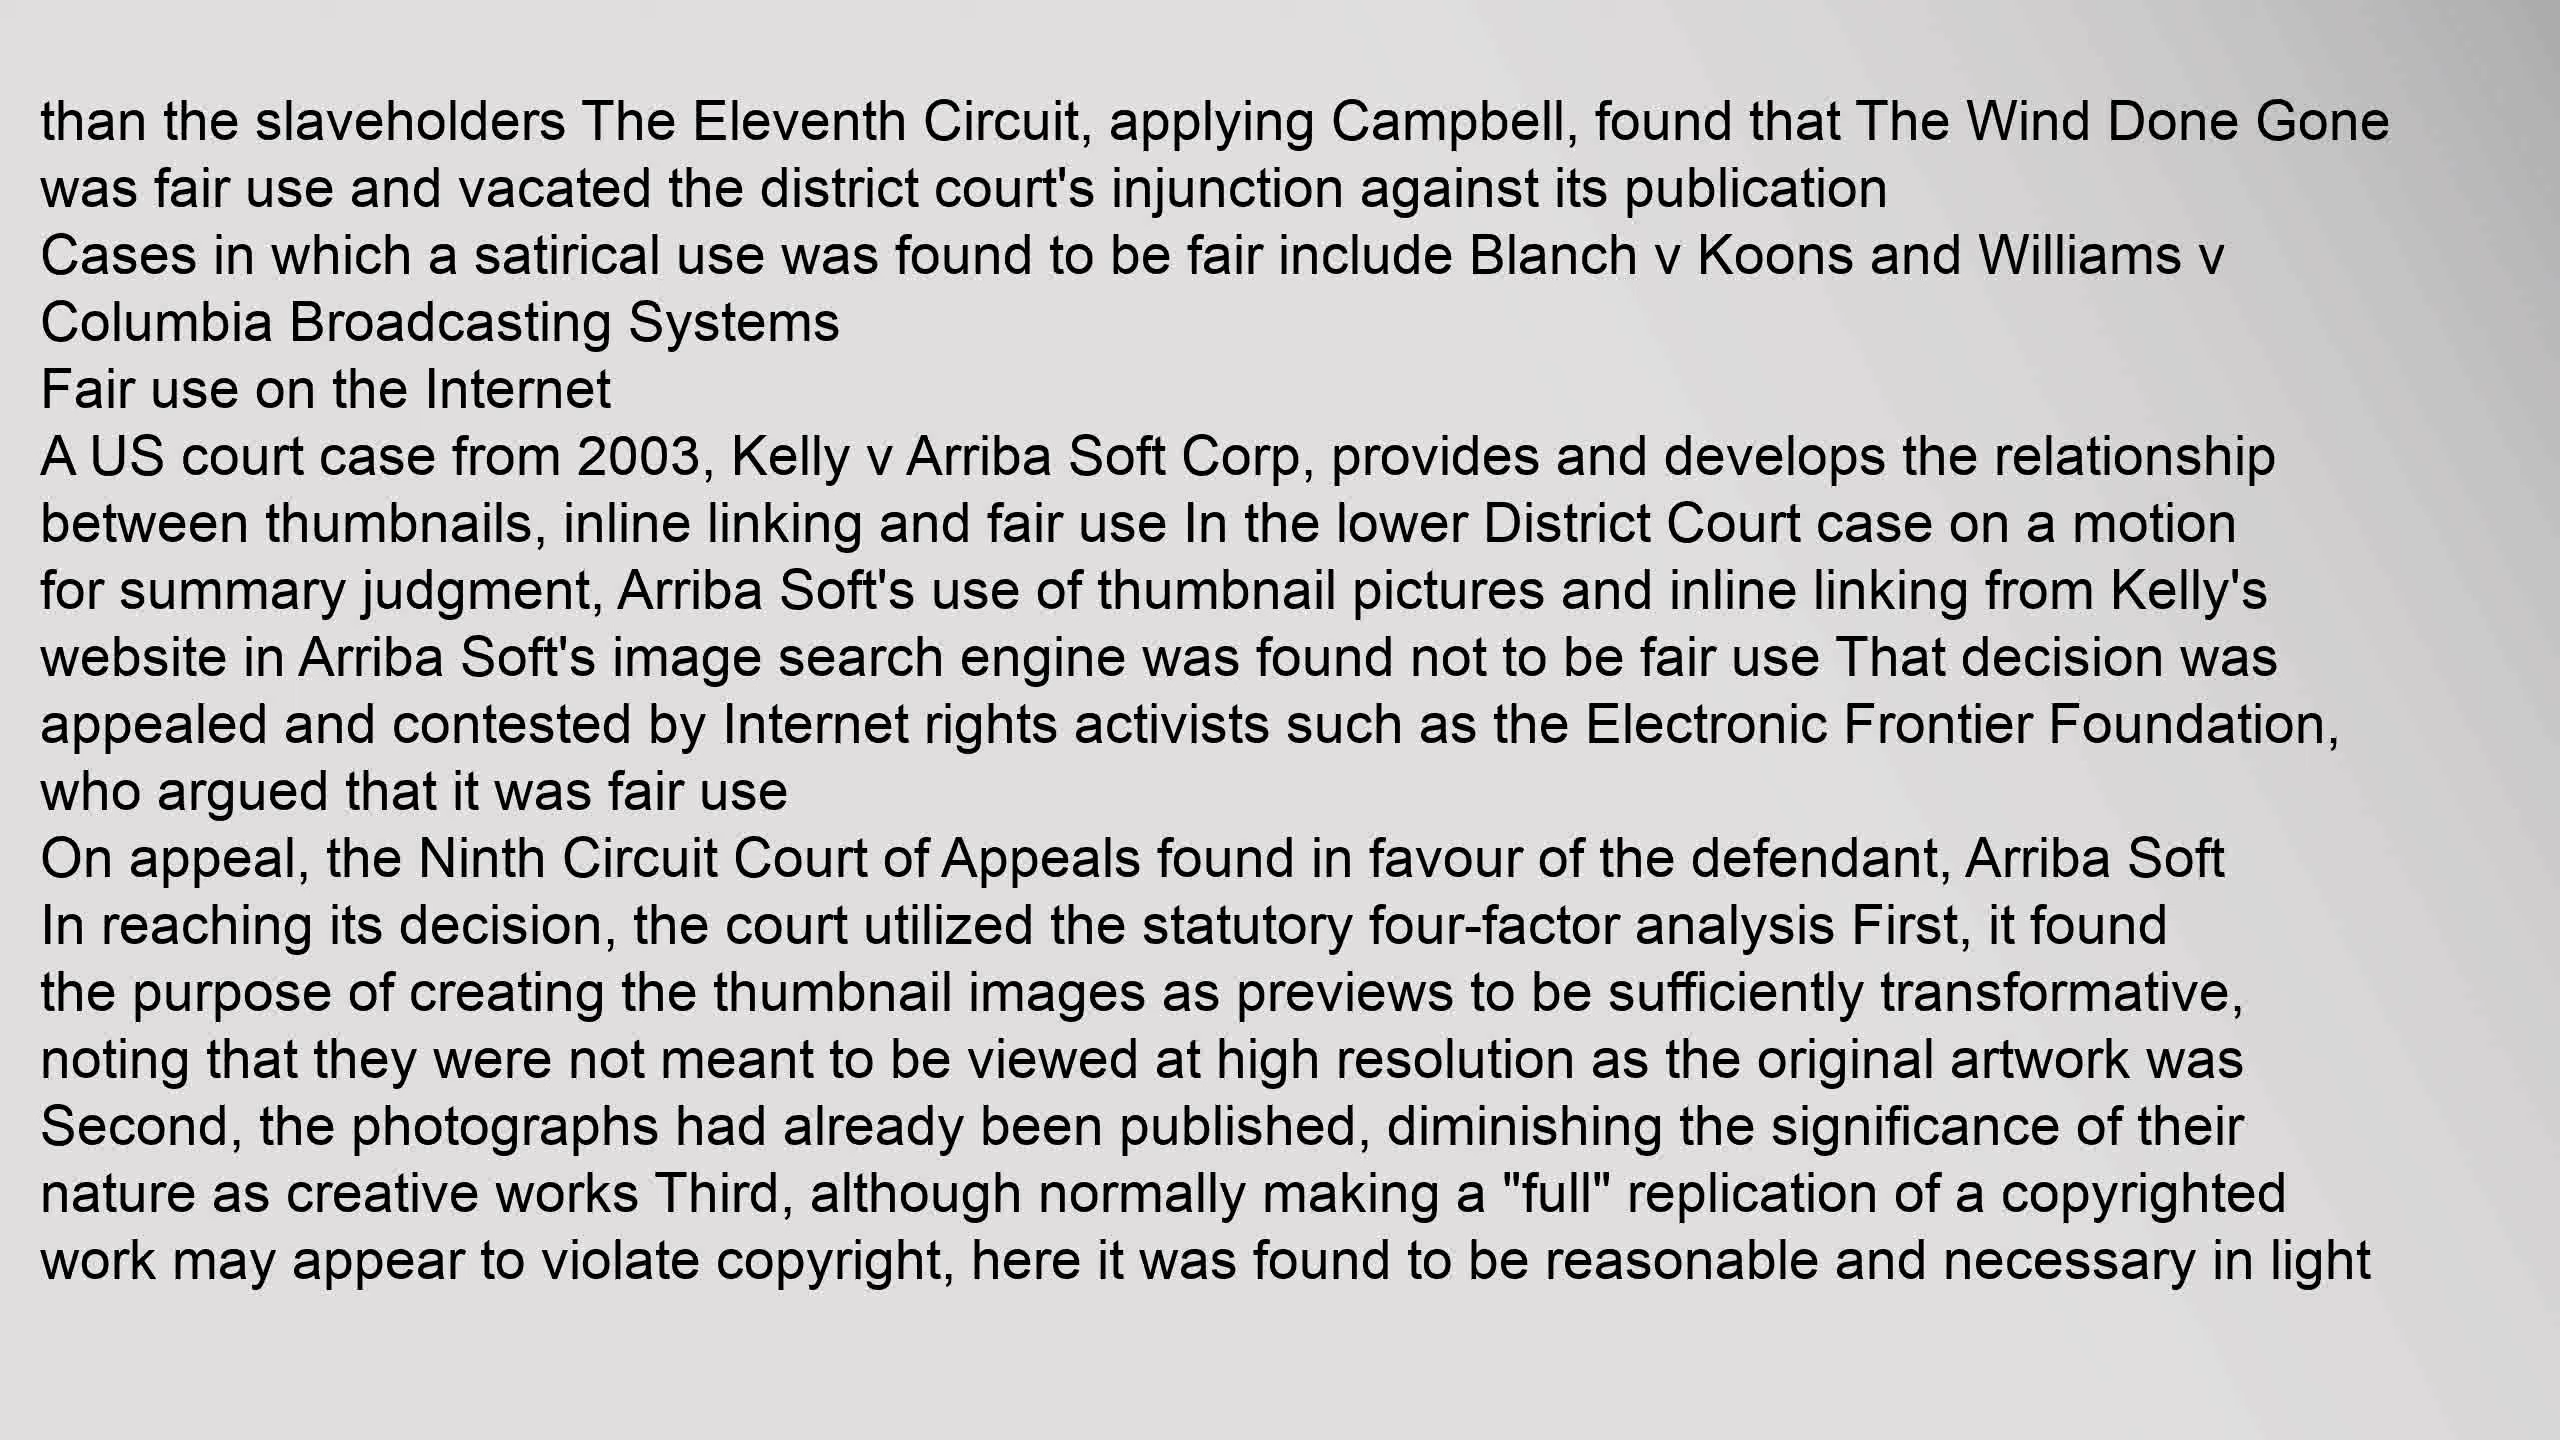 than the slaveholders The Eleventh Circuit, applying Campbell, found that The Wind Done Gone
was fair use and vacated the district court's injunction against its publication
Cases in which a satirical use was found to be fair include Blanch v Koons and Williams v
Columbia Broadcasting Systems
Fair use on the Internet
A US court case from 2003, Kelly v Arriba Soft Corp, provides and develops the relationship
between thumbnails, inline linking and fair use In the lower District Court case on a motion
for summary judgment, Arriba Soft's use of thumbnail pictures and inline linking from Kelly's
website in Arriba Soft's image search engine was found not to be fair use That decision was
appealed and contested by Internet rights activists such as the Electronic Frontier Foundation,
who argued that it was fair use
On appeal, the Ninth Circuit Court of Appeals found in favour of the defendant, Arriba Soft
In reaching its decision, the court utilized the statutory four-factor analysis First, it found
the purpose of creating the thumbnail images as previews to be sufficiently transformative,
noting that they were not meant to be viewed at high resolution as the original artwork was
Second, the photographs had already been published, diminishing the significance of their
nature as creative works Third, although normally making a "full" replication of a copyrighted
work may appear to violate copyright, here it was found to be reasonable and necessary in light